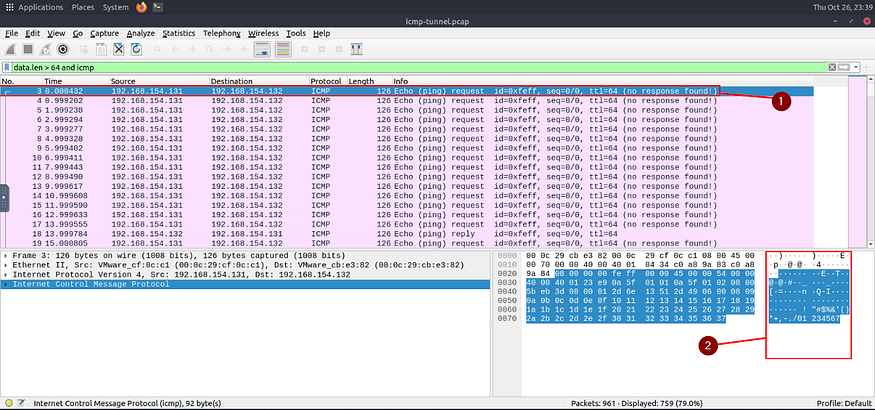 Applications Places System Thu Oct 26, 23:39
icmp-tunnel.pcap
File Edit View Go Capture Analyze Statistics Telephony Wireless Tools Help
data.len > 64 and icmp
No. Time Source Destination Protocol Length Info
3 0.000432 192.168.154.131 192.168.154.132 ICMP 126 Echo (ping) request id=0xfeff, seq=0/0, ttl=64 (no response found!)
1
4 0.999202 192.168.154.131 192.168.154.132 ICMP 126 Echo (ping) request id=0xfeff, seq=0/0, ttl=64 (no response found!)
5 1.999238 192.168.154.131 192.168.154.132 ICMP 126 Echo (ping) request id=0xfeff, seq=0/0, ttl=64 (no response found!)
6 2.999294 192.168.154.131 192.168.154.132 ICMP 126 Echo (ping) request id=0xfeff, seq=0/0, ttl=64 (no response found!)
7 3.999277 192.168.154.131 192.168.154.132 ICMP 126 Echo (ping) request id=0xfeff, seq=0/0, ttl=64 (no response found!)
8 4.999328 192.168.154.131 192.168.154.132 ICMP 126 Echo (ping) request id=0xfeff, seq=0/0, ttl=64 (no response found!)
9 5.999402 192.168.154.131 192.168.154.132 ICMP 126 Echo (ping) request id=0xfeff, seq=0/0, ttl=64 (no response found!)
10 6.999411 192.168.154.131 192.168.154.132 ICMP 126 Echo (ping) request id=0xfeff, seq=0/0, ttl=64 (no response found!)
11 7.999443 192.168.154.131 192.168.154.132 ICMP 126 Echo (ping) request id=0xfeff, seq=0/0, ttl=64 (no response found!)
12 8.999490 192.168.154.131 192.168.154.132 ICMP 126 Echo (ping) request id=0xfeff, seq=0/0, ttl=64 (no response found!)
13 9.999617 192.168.154.131 192.168.154.132 ICMP 126 Echo (ping) request id=0xfeff, seq=0/0, ttl=64 (no response found!)
14 10.999608 192.168.154.131 192.168.154.132 ICMP 126 Echo (ping) request id=0xfeff, seq=0/0, ttl=64 (no response found!)
15 11.999590 192.168.154.131 192.168.154.132 ICMP 126 Echo (ping) request id=0xfeff, seq=0/0, ttl=64 (no response found!)
16 12.999633 192.168.154.131 192.168.154.132 ICMP 126 Echo (ping) request id=0xfeff, seq=0/0, ttl=64 (no response found!)
17 13.999555 192.168.154.131 192.168.154.132 ICMP 126 Echo (ping) request id=0xfeff, seq=0/0, ttl=64 (no response found!)
18 13.999784 192.168.154.132 192.168.154.131 ICMP 126 Echo (ping) reply id=0xfeff, seq=0/0, ttl=64
19 15.000805 192.168.154.131 192.168.154.132 ICMP 126 Echo (ping) request id=0xfeff, seq=0/0, ttl=64 (no response found!)
Frame 3: 126 bytes on wire (1008 bits), 126 bytes captured (1008 bits)
Ethernet II, Src: VMware_cf:0c:c1 (00:0c:29:cf:0c:c1), Dst: VMware_cb:e3:82 (00:0c:29:cb:e3:82)
Internet Protocol Version 4, Src: 192.168.154.131, Dst: 192.168.154.132
Internet Control Message Protocol
0000 00 0c 29 cb e3 82 00 0c 29 cf 0c c1 08 00 45 00 ··)····· )·····E·
0010 00 70 00 00 40 00 40 01 84 34 c0 a8 9a 83 c0 a8 ·p··@·@· ·4······
0020 9a 84 08 00 00 00 fe ff 00 00 45 00 00 54 00 00 ········ ··E··T··
0030 40 00 40 01 23 e9 0a 5f 01 01 0a 5f 01 02 08 00 @·@·#··_ ···_····
0040 5b eb 3d 08 00 01 2d 6e 13 51 2d 49 06 00 08 09
0050 0a 0b 0c 0d 0e 0f 10 11 12 13 14 15 16 17 18 19
0060 1a 1b 1c 1d 1e 1f 20 21 22 23 24 25 26 27 28 29 ······ ! "#$%&'()
0070 2a 2b 2c 2d 2e 2f 30 31 32 33 34 35 36 37 *+,-./01 234567
2
Internet Control Message Protocol (icmp), 92 byte(s) Packets: 961 · Displayed: 759 (79.0%) Profile: Default